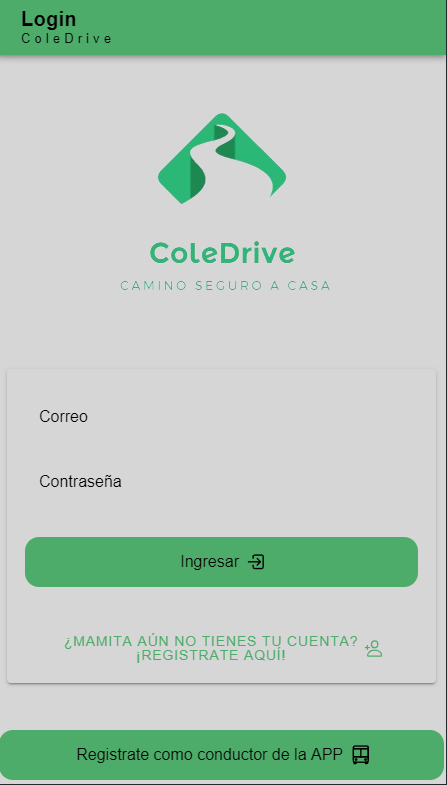 Login
ColeDrive
ColeDrive
CAMINO SEGURO A CASA
Correo
Contraseña
Ingresar
¿MAMITA AÚN NO TIENES TU CUENTA?
¡REGISTRATE AQUÍ!
Registrate como conductor de la APP